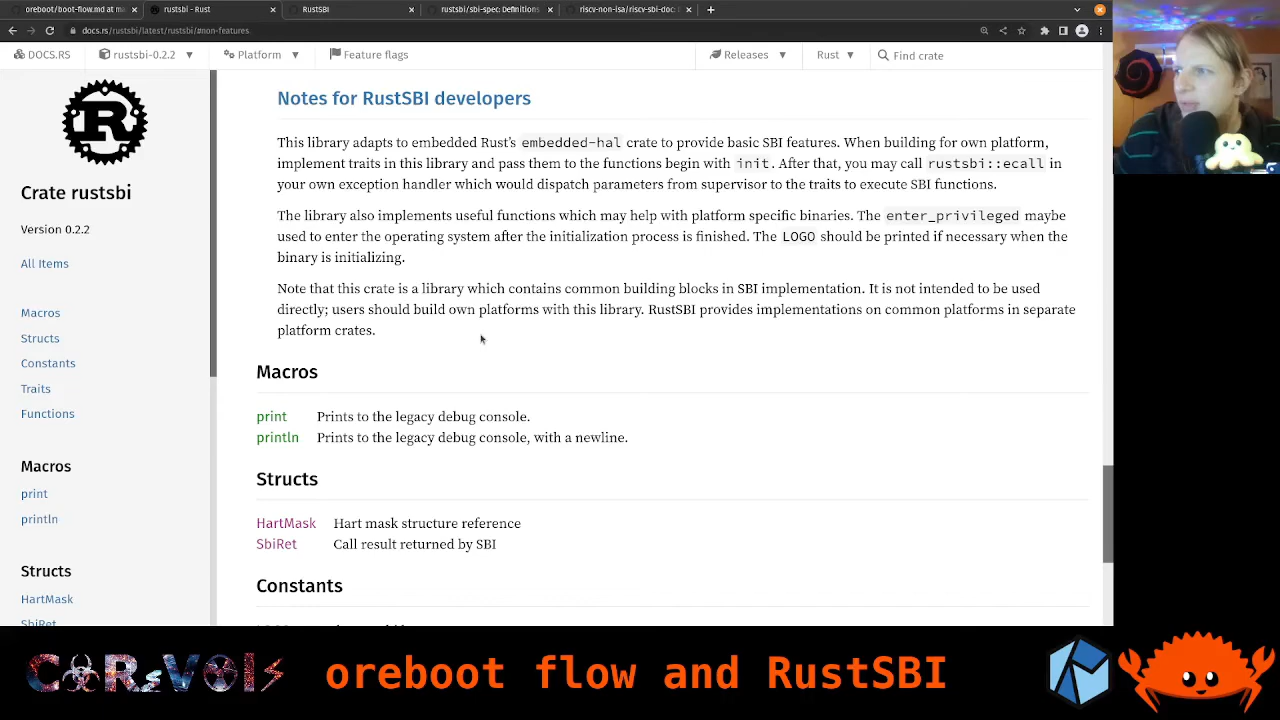 oreboot/boot-flow.md at ma
rustsbi - Rust
RustSBI
rustsbi/sbi-spec: Definitions
riscv-non-isa/riscv-sbi-doc:
docs.rs/rustsbi/latest/rustsbi/#non-features
DOCS.RS
rustsbi-0.2.2
Platform
Feature flags
Releases
Rust
Find crate
Crate rustsbi
Version 0.2.2
All Items
Macros
Structs
Constants
Traits
Functions
Macros
print
println
Structs
HartMask
SbiRet
Notes for RustSBI developers
This library adapts to embedded Rust's embedded-hal crate to provide basic SBI features. When building for own platform,
implement traits in this library and pass them to the functions begin with init. After that, you may call rustsbi::ecall in
your own exception handler which would dispatch parameters from supervisor to the traits to execute SBI functions.
The library also implements useful functions which may help with platform specific binaries. The enter_privileged maybe
used to enter the operating system after the initialization process is finished. The LOGO should be printed if necessary when the
binary is initializing.
Note that this crate is a library which contains common building blocks in SBI implementation. It is not intended to be used
directly; users should build own platforms with this library. RustSBI provides implementations on common platforms in separate
platform crates.
Macros
print Prints to the legacy debug console.
println Prints to the legacy debug console, with a newline.
Structs
HartMask Hart mask structure reference
SbiRet Call result returned by SBI
Constants
oreboot flow and RustSBI